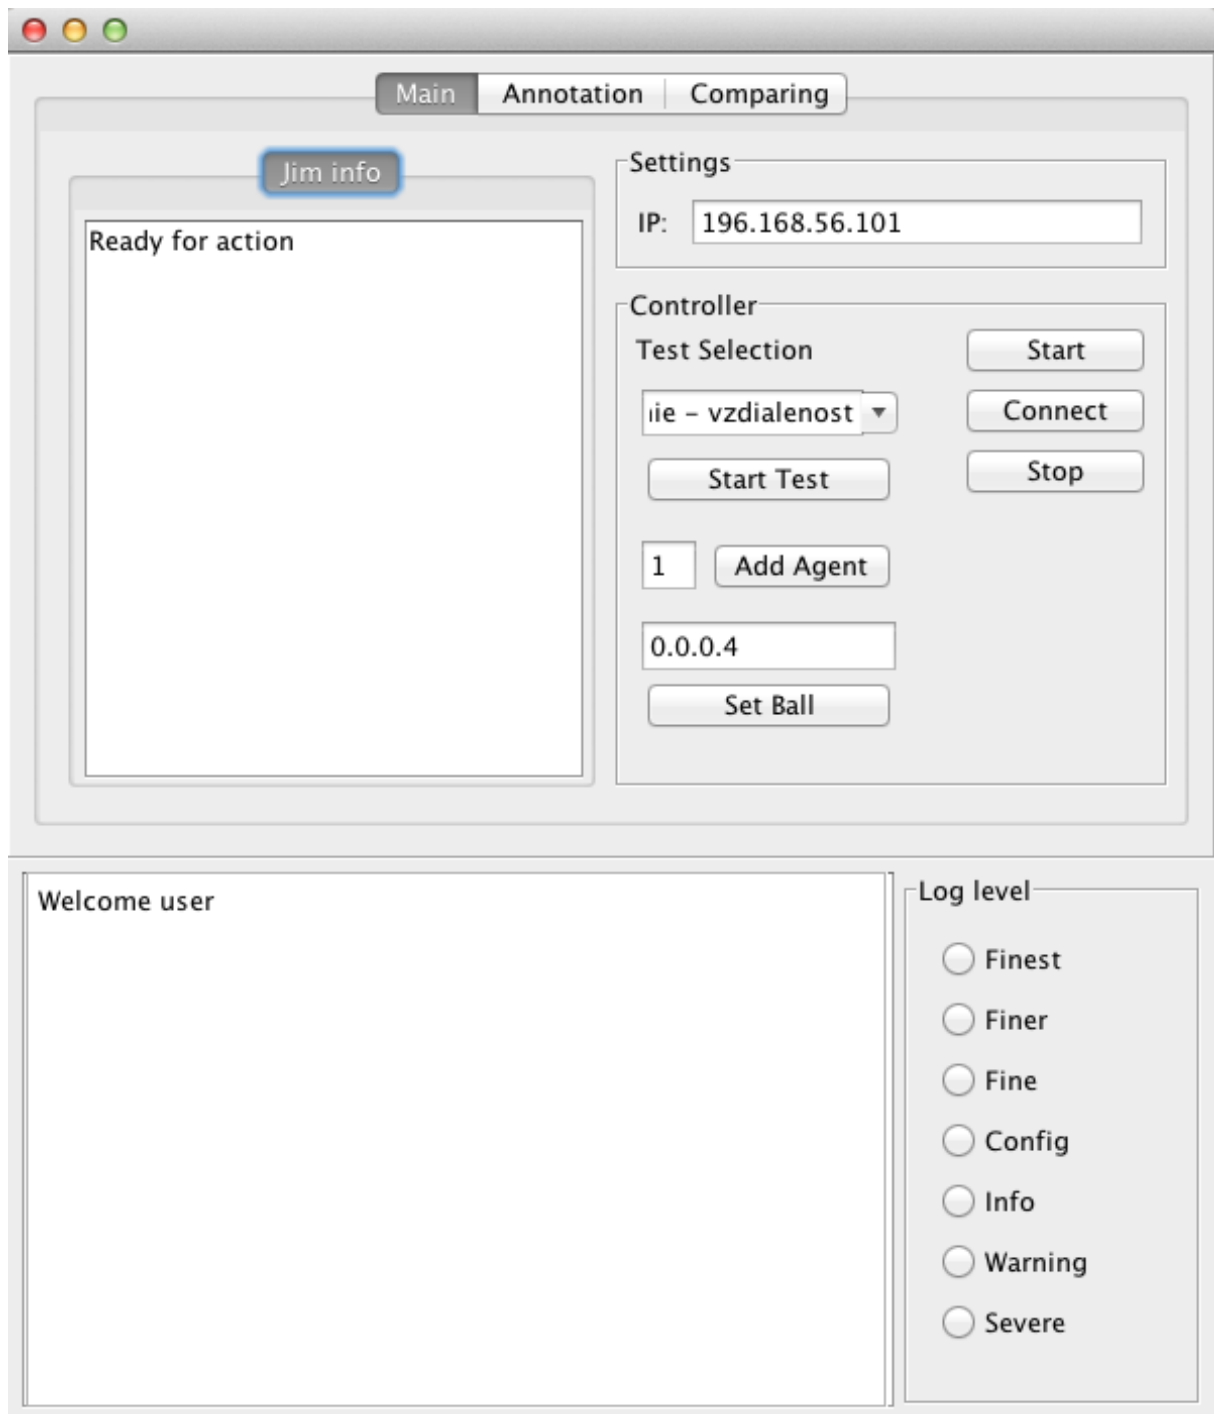 Main Annotation Comparing
Jim info
Ready for action
Settings
IP: 196.168.56.101
Controller
Test Selection
Start
– vzdialenost
Connect
Start Test
Stop
1 Add Agent
0.0.0.4
Set Ball
Welcome user
Log level
Finest
Finer
Fine
Config
Info
Warning
Severe